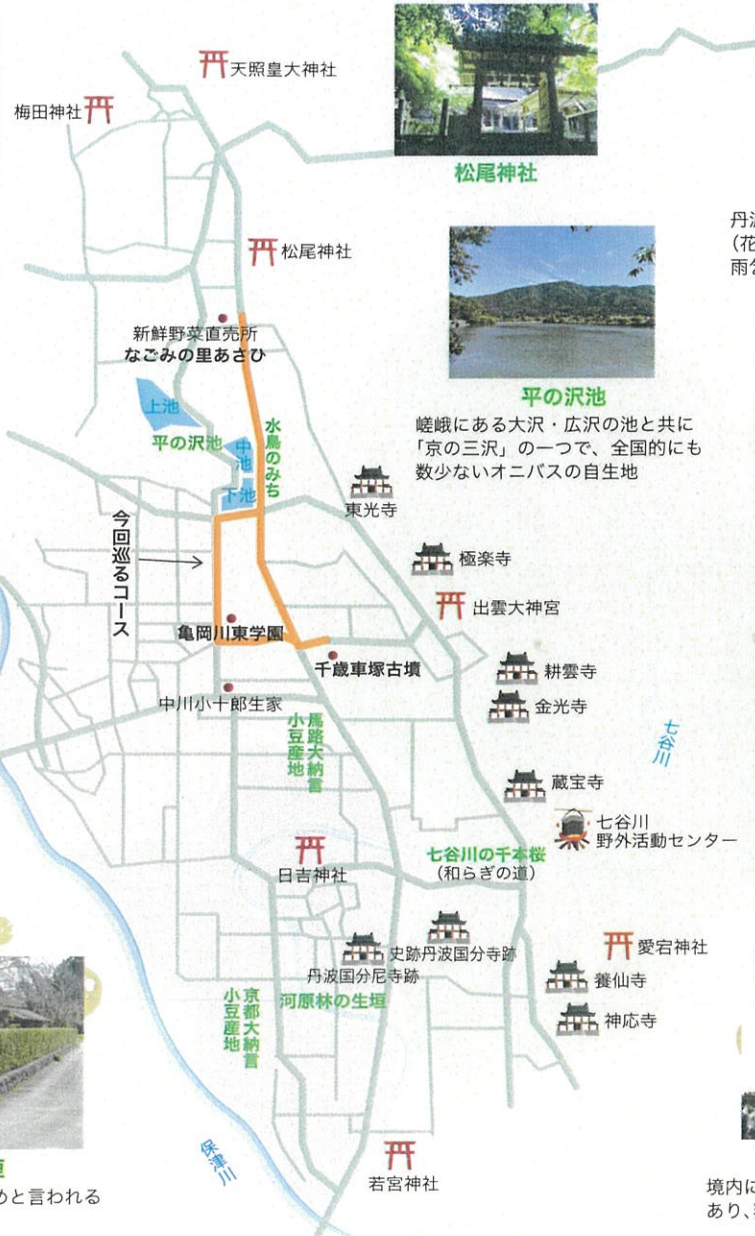 天照皇大神社
梅田神社
松尾神社
松尾神社
丹波
（花
新鮮野菜直売所
なごみの里あさひ
上池
平の沢池
中池
下池
水鳥のみち
平の沢池
嵯峨にある大沢・広沢の池と共に
「京の三沢」の一つで、全国的にも
数少ないオニバスの自生地
東光寺
今回巡るコース
極楽寺
出雲大神宮
亀岡川東学園
千歳車塚古墳
耕雲寺
金光寺
中川小十郎生家
馬路大納言
小豆産地
七谷川
蔵宝寺
七谷川
野外活動センター
日吉神社
七谷川の千本桜
（和らぎの道）
史跡丹波国分寺跡
丹波国分尼寺跡
愛宕神社
養仙寺
神応寺
河原林の生垣
京都大納言
小豆産地
保津川
若宮神社
垣
めと言われる
境内に
あり、